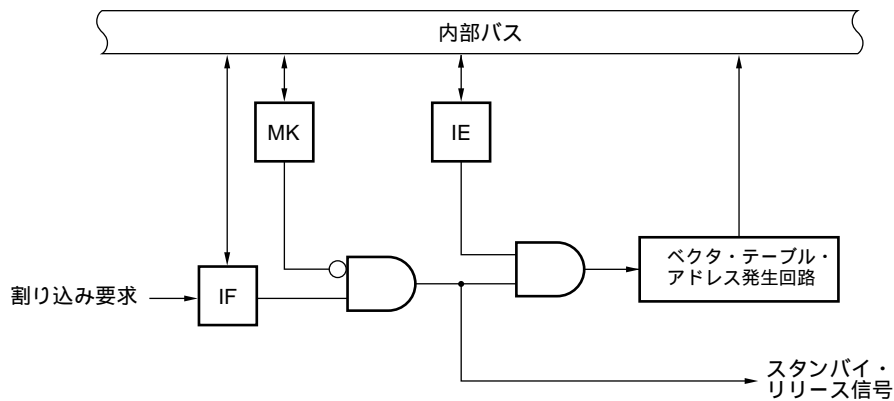 内部バス
MK
IE
ベクタ・テーブル・
アドレス発生回路
割り込み要求
IF
スタンバイ・
リリース信号